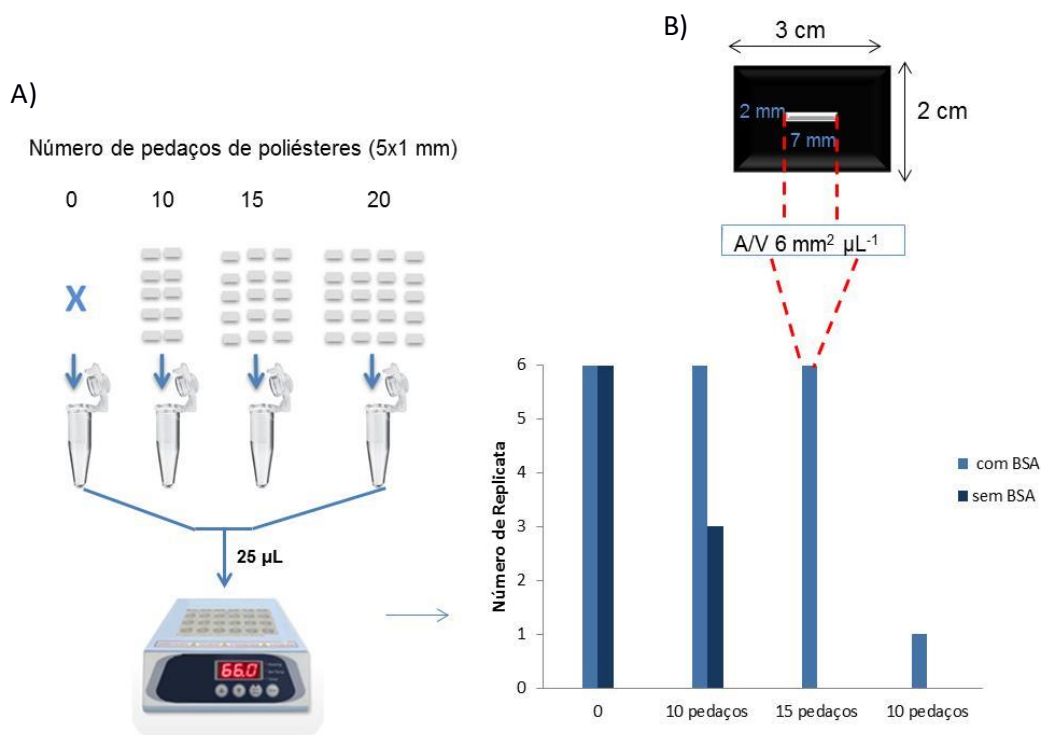 A)
Número de pedaços de poliésteres (5x1 mm)
0 10 15 20
X
25 µL
66.0
B)
3 cm
2 cm
2 mm
7 mm
A/V 6 mm² µL⁻¹
Número de Replicata
6
5
4
3
2
1
0
0 10 pedaços 15 pedaços 10 pedaços
com BSA
sem BSA